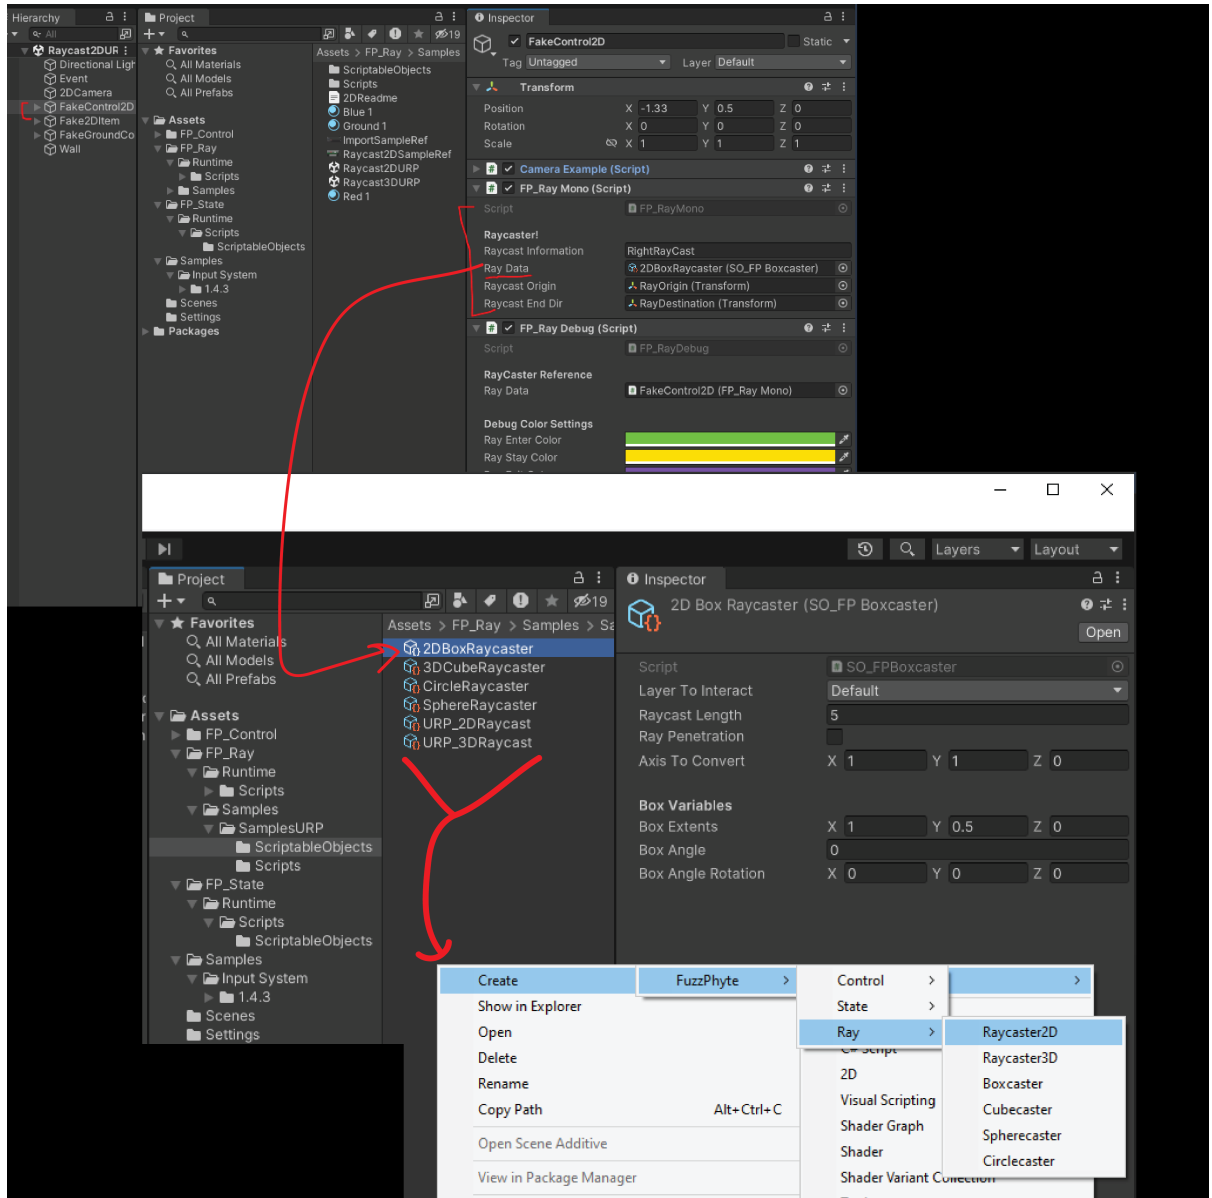 Hierarchy
All
Raycast2DUR
Directional Ligh
Event
2DCamera
FakeControl2D
Fake2DItem
FakeGroundCo
Wall
Project
19
Favorites
All Materials
All Models
All Prefabs
Assets
FP_Control
FP_Ray
Runtime
Scripts
Samples
FP_State
Runtime
Scripts
ScriptableObjects
Samples
Input System
1.4.3
Scenes
Settings
Packages
Assets > FP_Ray > Samples
ScriptableObjects
Scripts
2DReadme
Blue 1
Ground 1
ImportSampleRef
Raycast2DSampleRef
Raycast2DURP
Raycast3DURP
Red 1
Inspector
FakeControl2D Static
Tag Untagged Layer Default
Transform
Position X -1.33 Y 0.5 Z 0
Rotation X 0 Y 0 Z 0
Scale X 1 Y 1 Z 1
Camera Example (Script)
FP_Ray Mono (Script)
Script FP_RayMono
Raycaster!
Raycast Information RightRayCast
Ray Data 2DBoxRaycaster (SO_FP Boxcaster)
Raycast Origin RayOrigin (Transform)
Raycast End Dir RayDestination (Transform)
FP_Ray Debug (Script)
Script FP_RayDebug
RayCaster Reference
Ray Data FakeControl2D (FP_Ray Mono)
Debug Color Settings
Ray Enter Color
Ray Stay Color
Layers Layout
Project
19
Favorites
All Materials
All Models
All Prefabs
Assets
FP_Control
FP_Ray
Runtime
Scripts
Samples
SamplesURP
ScriptableObjects
Scripts
FP_State
Runtime
Scripts
ScriptableObjects
Samples
Input System
1.4.3
Scenes
Settings
Assets > FP_Ray > Samples > Sa
2DBoxRaycaster
3DCubeRaycaster
CircleRaycaster
SphereRaycaster
URP_2DRaycast
URP_3DRaycast
Inspector
2D Box Raycaster (SO_FP Boxcaster)
Open
Script SO_FPBoxcaster
Layer To Interact Default
Raycast Length 5
Ray Penetration
Axis To Convert X 1 Y 1 Z 0
Box Variables
Box Extents X 1 Y 0.5 Z 0
Box Angle 0
Box Angle Rotation X 0 Y 0 Z 0
Create
Show in Explorer
Open
Delete
Rename
Copy Path Alt+Ctrl+C
Open Scene Additive
View in Package Manager
FuzzPhyte >
Control >
State >
Ray >
C# Script
2D
Visual Scripting
Shader Graph
Shader
Shader Variant Collection
>
Raycaster2D
Raycaster3D
Boxcaster
Cubecaster
Spherecaster
Circlecaster